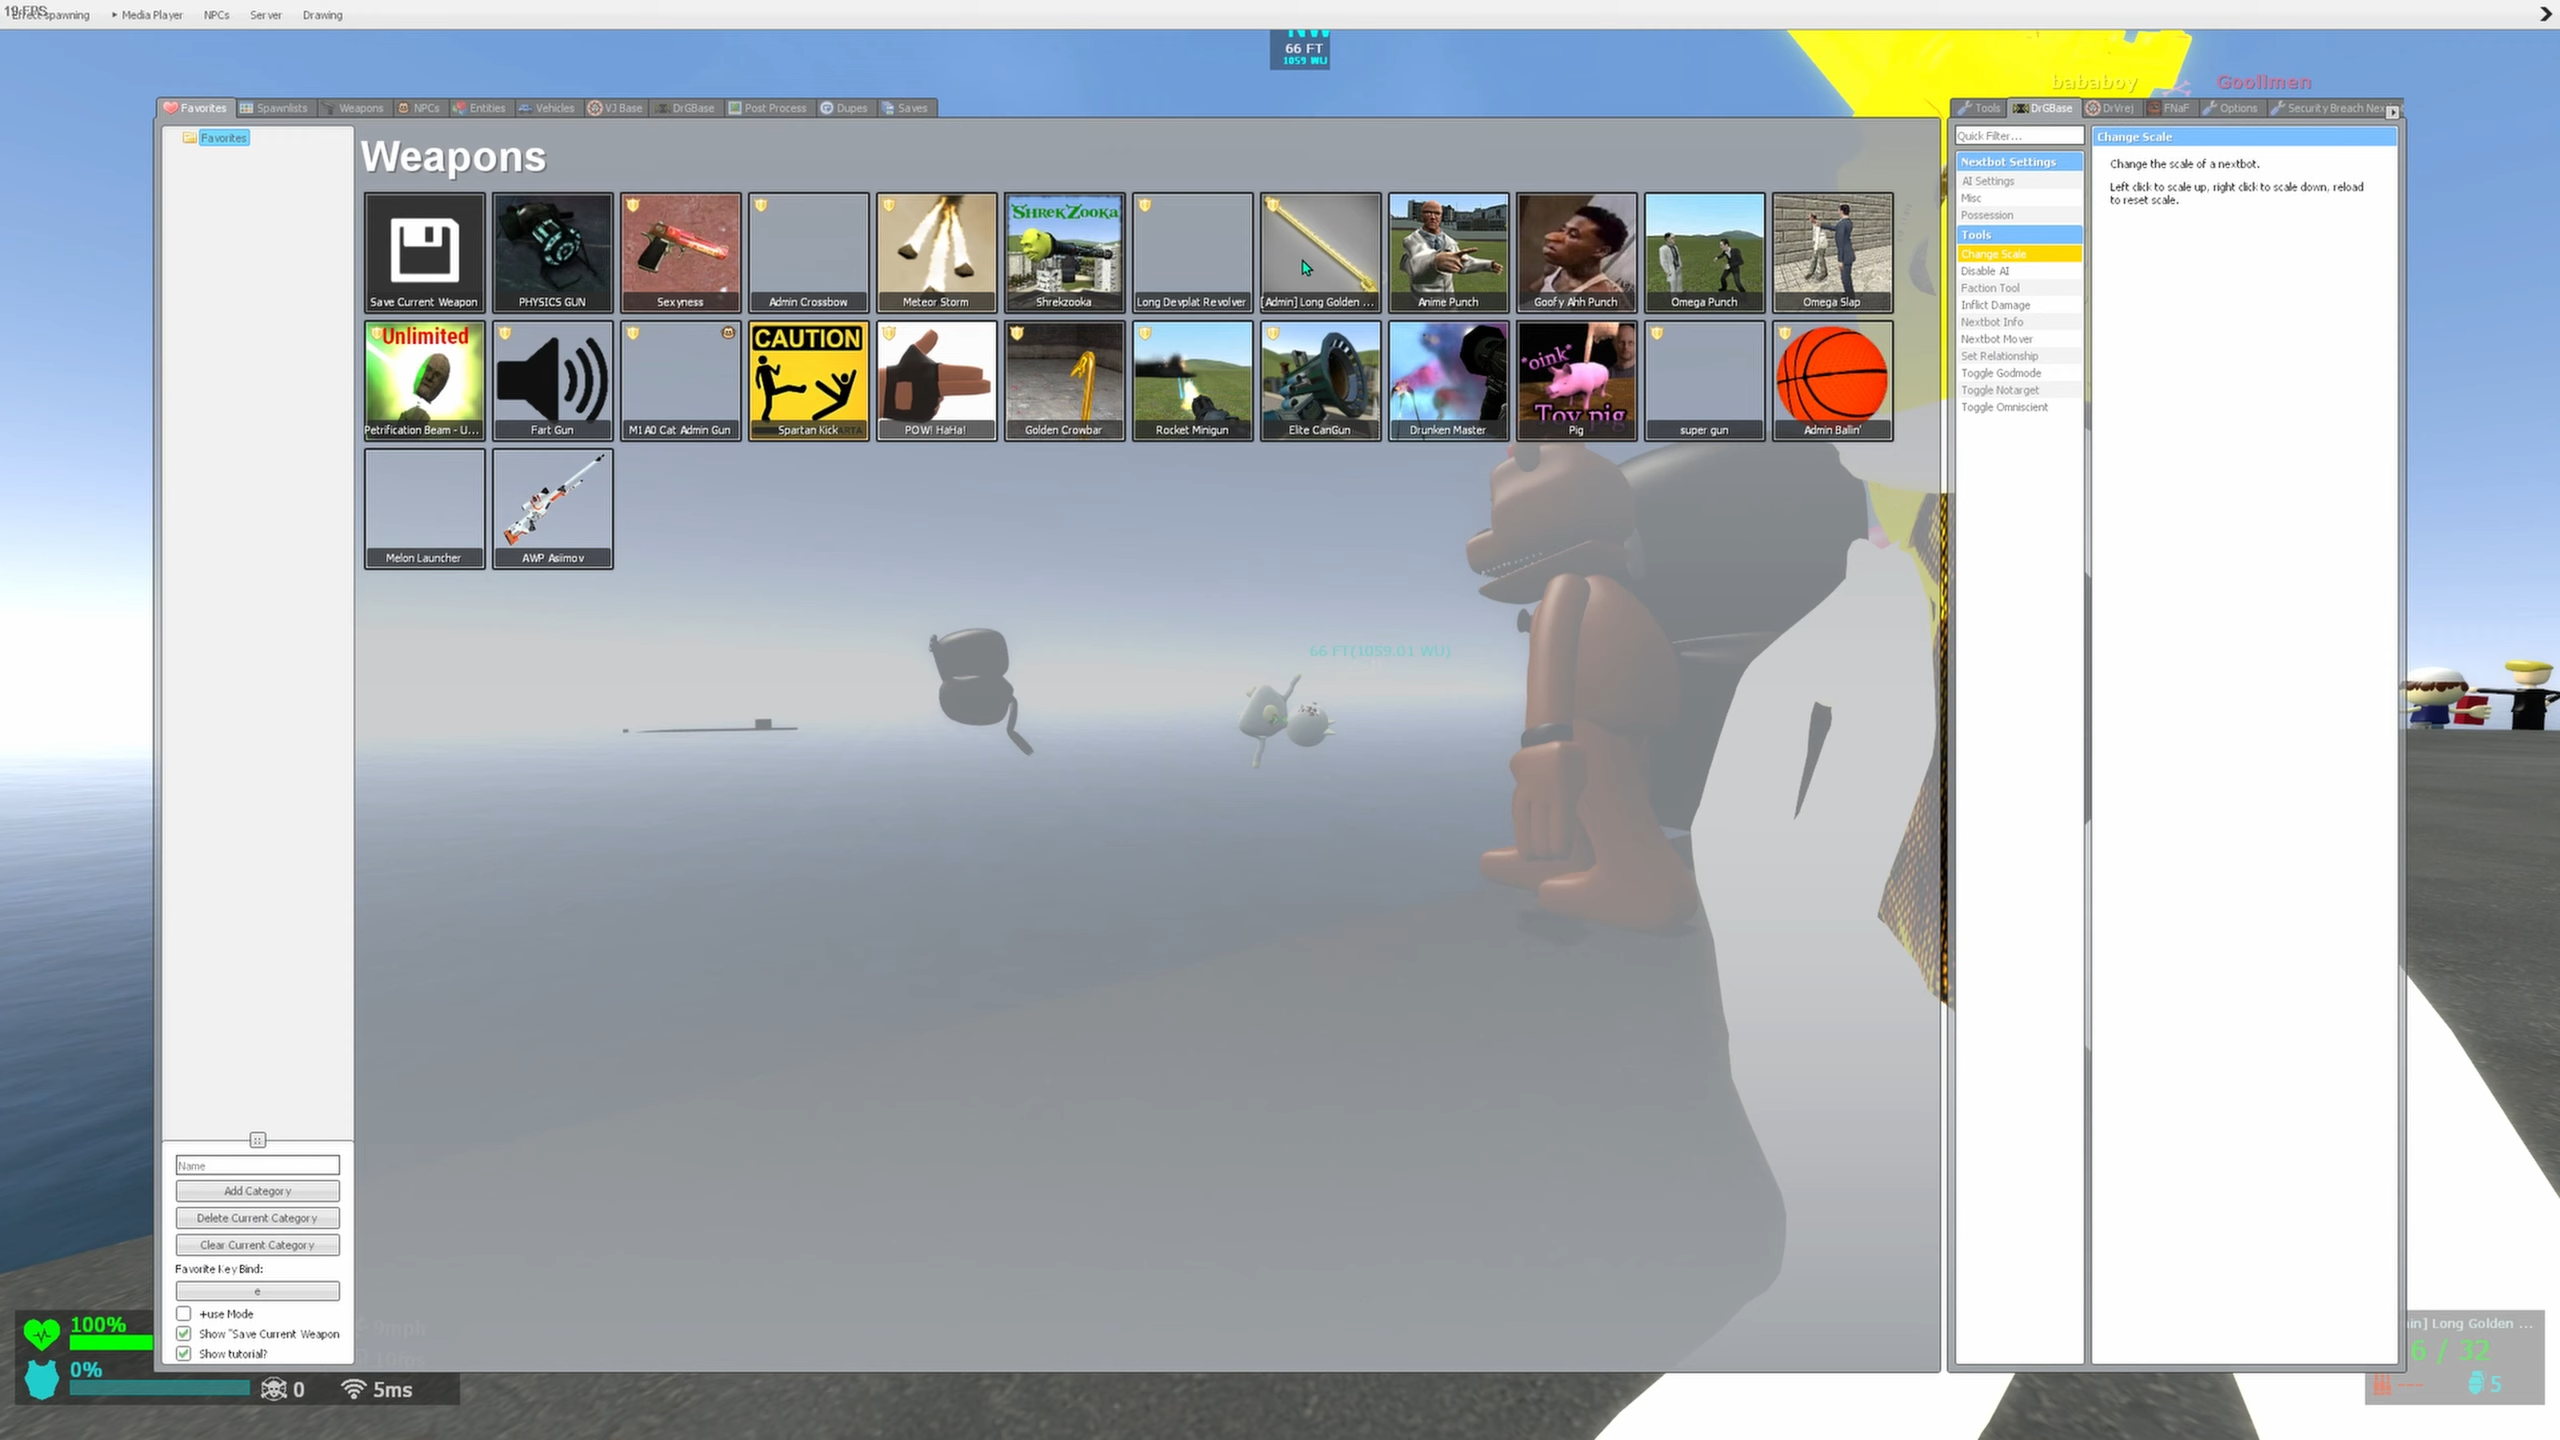 19 FPS
Effect spawning
Media Player
NPCs
Server
Drawing
NW
66 FT
1059 WU
bababoy
Goollmen
Favorites
Spawnlists
Weapons
NPCs
Entities
Vehicles
VJ Base
DrGBase
Post Process
Dupes
Saves
Tools
DrGBase
DrVrej
FNaF
Options
Security Breach Nex
Favorites
Weapons
Save Current Weapon
PHYSICS GUN
Sexyness
Admin Crossbow
Meteor Storm
SHREKZOOKA
Shrekzooka
Long Devplat Revolver
[Admin] Long Golden ...
Anime Punch
Goofy Ahh Punch
Omega Punch
Omega Slap
Unlimited
Petrification Beam - U...
Fart Gun
M1A0 Cat Admin Gun
CAUTION
Spartan Kick
POW! HaHa!
Golden Crowbar
Rocket Minigun
Elite CanGun
Drunken Master
*oink*
Toy pig
Pig
super gun
Admin Ballin'
Melon Launcher
AWP Asimov
66 FT(1059.01 WU)
Quick Filter...
Nextbot Settings
AI Settings
Misc
Possession
Tools
Change Scale
Disable AI
Faction Tool
Inflict Damage
Nextbot Info
Nextbot Mover
Set Relationship
Toggle Godmode
Toggle Notarget
Toggle Omniscient
Change Scale
Change the scale of a nextbot.
Left click to scale up, right click to scale down, reload
to reset scale.
Name
Add Category
Delete Current Category
Clear Current Category
Favorite Key Bind:
e
+use Mode
Show "Save Current Weapon
Show tutorial?
100%
0%
0
5ms
in] Long Golden ...
6 / 32
5